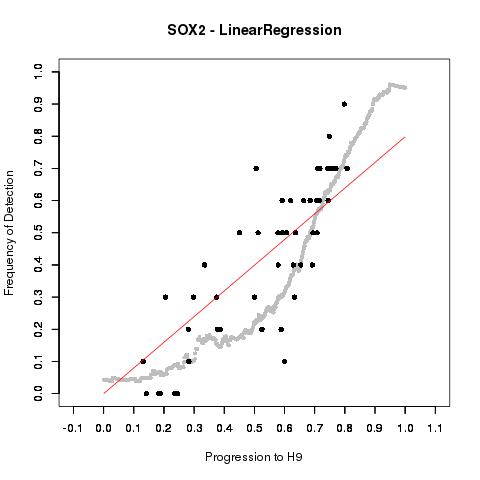 SOX2 - LinearRegression
Frequency of Detection
1.0
0.9
0.8
0.7
0.6
0.5
0.4
0.3
0.2
0.1
0.0
-0.1 0.0 0.1 0.2 0.3 0.4 0.5 0.6 0.7 0.8 0.9 1.0 1.1
Progression to H9